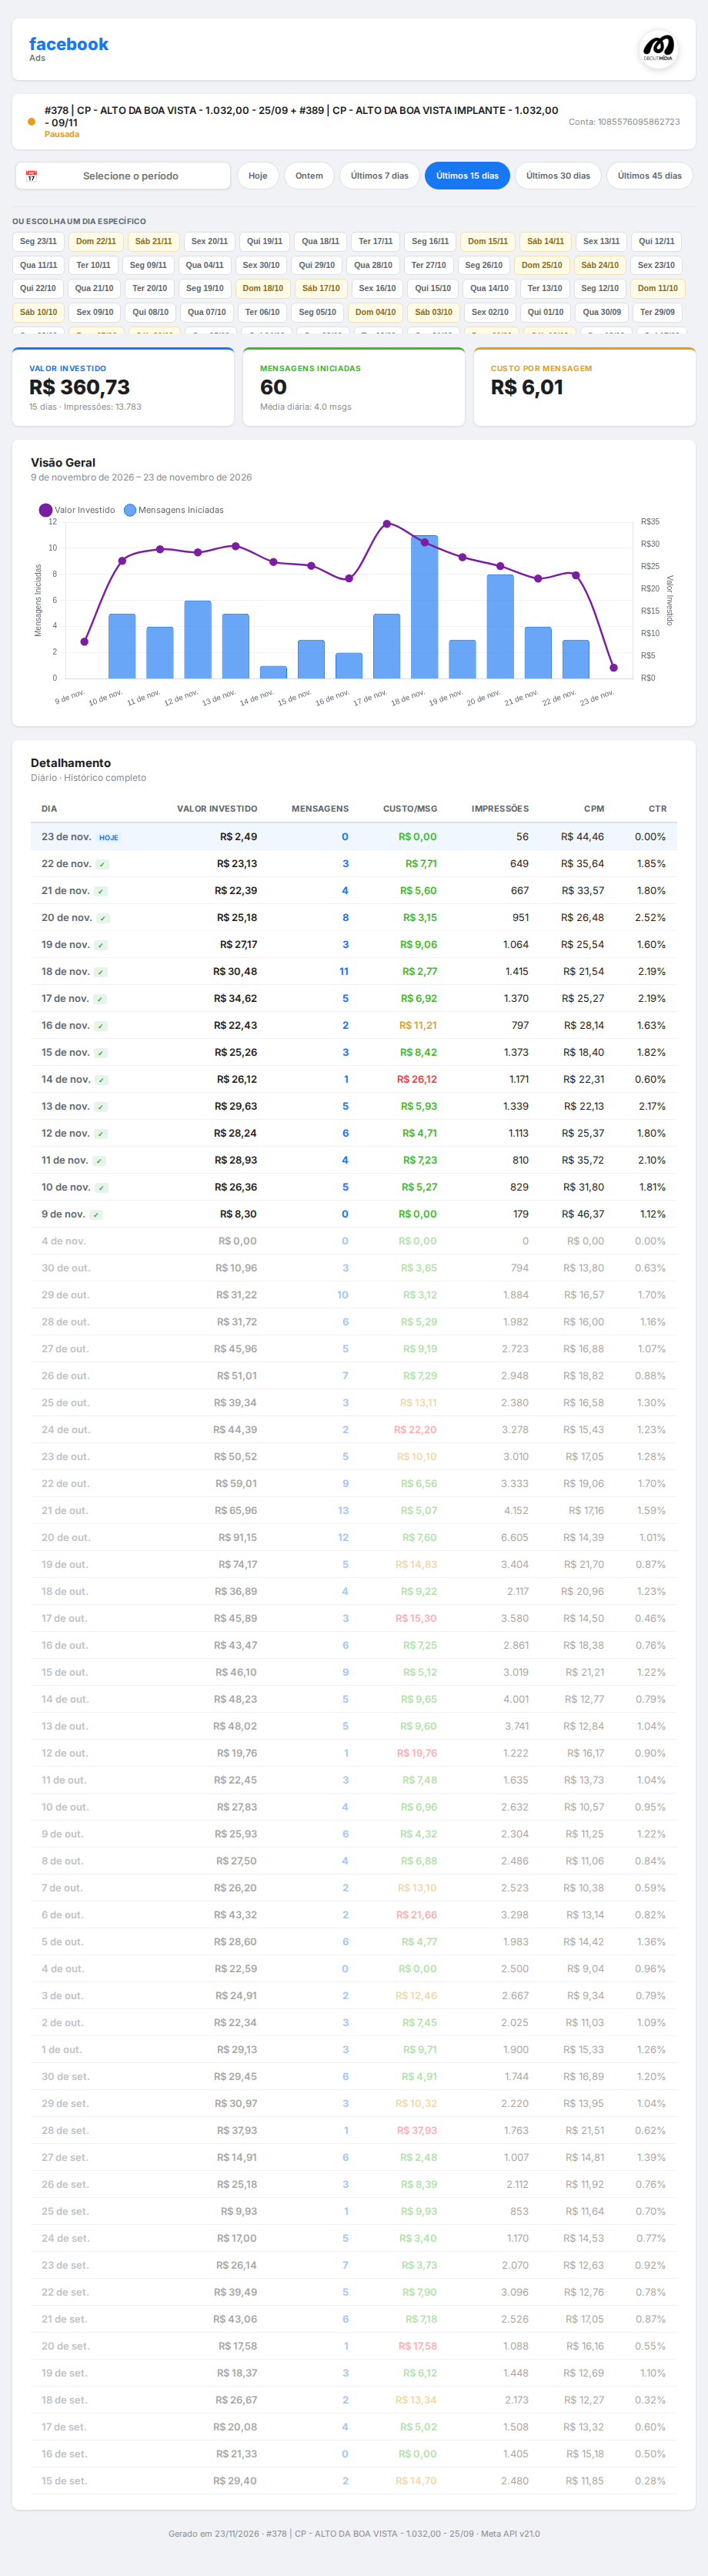 facebook
Ads
DBOUTMÍDIA
#378 | CP - ALTO DA BOA VISTA - 1.032,00 - 25/09 + #389 | CP - ALTO DA BOA VISTA IMPLANTE - 1.032,00
- 09/11
Pausada
Conta: 1085576095862723
Selecione o período Hoje Ontem Últimos 7 dias Últimos 15 dias Últimos 30 dias Últimos 45 dias
OU ESCOLHA UM DIA ESPECÍFICO
Seg 23/11 Dom 22/11 Sáb 21/11 Sex 20/11 Qui 19/11 Qua 18/11 Ter 17/11 Seg 16/11 Dom 15/11 Sáb 14/11 Sex 13/11 Qui 12/11
Qua 11/11 Ter 10/11 Seg 09/11 Qua 04/11 Sex 30/10 Qui 29/10 Qua 28/10 Ter 27/10 Seg 26/10 Dom 25/10 Sáb 24/10 Sex 23/10
Qui 22/10 Qua 21/10 Ter 20/10 Seg 19/10 Dom 18/10 Sáb 17/10 Sex 16/10 Qui 15/10 Qua 14/10 Ter 13/10 Seg 12/10 Dom 11/10
Sáb 10/10 Sex 09/10 Qui 08/10 Qua 07/10 Ter 06/10 Seg 05/10 Dom 04/10 Sáb 03/10 Sex 02/10 Qui 01/10 Qua 30/09 Ter 29/09
VALOR INVESTIDO
R$ 360,73
15 dias · Impressões: 13.783
MENSAGENS INICIADAS
60
Média diária: 4.0 msgs
CUSTO POR MENSAGEM
R$ 6,01
Visão Geral
9 de novembro de 2026 – 23 de novembro de 2026
Valor Investido Mensagens Iniciadas
Mensagens Iniciadas
12
10
8
6
4
2
0
R$35
R$30
R$25
R$20
R$15
R$10
R$5
R$0
Valor Investido
9 de nov. 10 de nov. 11 de nov. 12 de nov. 13 de nov. 14 de nov. 15 de nov. 16 de nov. 17 de nov. 18 de nov. 19 de nov. 20 de nov. 21 de nov. 22 de nov. 23 de nov.
Detalhamento
Diário · Histórico completo
DIA VALOR INVESTIDO MENSAGENS CUSTO/MSG IMPRESSÕES CPM CTR
23 de nov. HOJE R$ 2,49 0 R$ 0,00 56 R$ 44,46 0.00%
22 de nov. ✓ R$ 23,13 3 R$ 7,71 649 R$ 35,64 1.85%
21 de nov. ✓ R$ 22,39 4 R$ 5,60 667 R$ 33,57 1.80%
20 de nov. ✓ R$ 25,18 8 R$ 3,15 951 R$ 26,48 2.52%
19 de nov. ✓ R$ 27,17 3 R$ 9,06 1.064 R$ 25,54 1.60%
18 de nov. ✓ R$ 30,48 11 R$ 2,77 1.415 R$ 21,54 2.19%
17 de nov. ✓ R$ 34,62 5 R$ 6,92 1.370 R$ 25,27 2.19%
16 de nov. ✓ R$ 22,43 2 R$ 11,21 797 R$ 28,14 1.63%
15 de nov. ✓ R$ 25,26 3 R$ 8,42 1.373 R$ 18,40 1.82%
14 de nov. ✓ R$ 26,12 1 R$ 26,12 1.171 R$ 22,31 0.60%
13 de nov. ✓ R$ 29,63 5 R$ 5,93 1.339 R$ 22,13 2.17%
12 de nov. ✓ R$ 28,24 6 R$ 4,71 1.113 R$ 25,37 1.80%
11 de nov. ✓ R$ 28,93 4 R$ 7,23 810 R$ 35,72 2.10%
10 de nov. ✓ R$ 26,36 5 R$ 5,27 829 R$ 31,80 1.81%
9 de nov. ✓ R$ 8,30 0 R$ 0,00 179 R$ 46,37 1.12%
4 de nov. R$ 0,00 0 R$ 0,00 0 R$ 0,00 0.00%
30 de out. R$ 10,96 3 R$ 3,65 794 R$ 13,80 0.63%
29 de out. R$ 31,22 10 R$ 3,12 1.884 R$ 16,57 1.70%
28 de out. R$ 31,72 6 R$ 5,29 1.982 R$ 16,00 1.16%
27 de out. R$ 45,96 5 R$ 9,19 2.723 R$ 16,88 1.07%
26 de out. R$ 51,01 7 R$ 7,29 2.948 R$ 18,82 0.88%
25 de out. R$ 39,34 3 R$ 13,11 2.380 R$ 16,58 1.30%
24 de out. R$ 44,39 2 R$ 22,20 3.278 R$ 15,43 1.23%
23 de out. R$ 50,52 5 R$ 10,10 3.010 R$ 17,05 1.28%
22 de out. R$ 59,01 9 R$ 6,56 3.333 R$ 19,06 1.70%
21 de out. R$ 65,96 13 R$ 5,07 4.152 R$ 17,16 1.59%
20 de out. R$ 91,15 12 R$ 7,60 6.605 R$ 14,39 1.01%
19 de out. R$ 74,17 5 R$ 14,83 3.404 R$ 21,70 0.87%
18 de out. R$ 36,89 4 R$ 9,22 2.117 R$ 20,96 1.23%
17 de out. R$ 45,89 3 R$ 15,30 3.580 R$ 14,50 0.46%
16 de out. R$ 43,47 6 R$ 7,25 2.861 R$ 18,38 0.76%
15 de out. R$ 46,10 9 R$ 5,12 3.019 R$ 21,21 1.22%
14 de out. R$ 48,23 5 R$ 9,65 4.001 R$ 12,77 0.79%
13 de out. R$ 48,02 5 R$ 9,60 3.741 R$ 12,84 1.04%
12 de out. R$ 19,76 1 R$ 19,76 1.222 R$ 16,17 0.90%
11 de out. R$ 22,45 3 R$ 7,48 1.635 R$ 13,73 1.04%
10 de out. R$ 27,83 4 R$ 6,96 2.632 R$ 10,57 0.95%
9 de out. R$ 25,93 6 R$ 4,32 2.304 R$ 11,25 1.22%
8 de out. R$ 27,50 4 R$ 6,88 2.486 R$ 11,06 0.84%
7 de out. R$ 26,20 2 R$ 13,10 2.523 R$ 10,38 0.59%
6 de out. R$ 43,32 2 R$ 21,66 3.298 R$ 13,14 0.82%
5 de out. R$ 28,60 6 R$ 4,77 1.983 R$ 14,42 1.36%
4 de out. R$ 22,59 0 R$ 0,00 2.500 R$ 9,04 0.96%
3 de out. R$ 24,91 2 R$ 12,46 2.667 R$ 9,34 0.79%
2 de out. R$ 22,34 3 R$ 7,45 2.025 R$ 11,03 1.09%
1 de out. R$ 29,13 3 R$ 9,71 1.900 R$ 15,33 1.26%
30 de set. R$ 29,45 6 R$ 4,91 1.744 R$ 16,89 1.20%
29 de set. R$ 30,97 3 R$ 10,32 2.220 R$ 13,95 1.04%
28 de set. R$ 37,93 1 R$ 37,93 1.763 R$ 21,51 0.62%
27 de set. R$ 14,91 6 R$ 2,48 1.007 R$ 14,81 1.39%
26 de set. R$ 25,18 3 R$ 8,39 2.112 R$ 11,92 0.76%
25 de set. R$ 9,93 1 R$ 9,93 853 R$ 11,64 0.70%
24 de set. R$ 17,00 5 R$ 3,40 1.170 R$ 14,53 0.77%
23 de set. R$ 26,14 7 R$ 3,73 2.070 R$ 12,63 0.92%
22 de set. R$ 39,49 5 R$ 7,90 3.096 R$ 12,76 0.78%
21 de set. R$ 43,06 6 R$ 7,18 2.526 R$ 17,05 0.87%
20 de set. R$ 17,58 1 R$ 17,58 1.088 R$ 16,16 0.55%
19 de set. R$ 18,37 3 R$ 6,12 1.448 R$ 12,69 1.10%
18 de set. R$ 26,67 2 R$ 13,34 2.173 R$ 12,27 0.32%
17 de set. R$ 20,08 4 R$ 5,02 1.508 R$ 13,32 0.60%
16 de set. R$ 21,33 0 R$ 0,00 1.405 R$ 15,18 0.50%
15 de set. R$ 29,40 2 R$ 14,70 2.480 R$ 11,85 0.28%
Gerado em 23/11/2026 · #378 | CP - ALTO DA BOA VISTA - 1.032,00 - 25/09 · Meta API v21.0